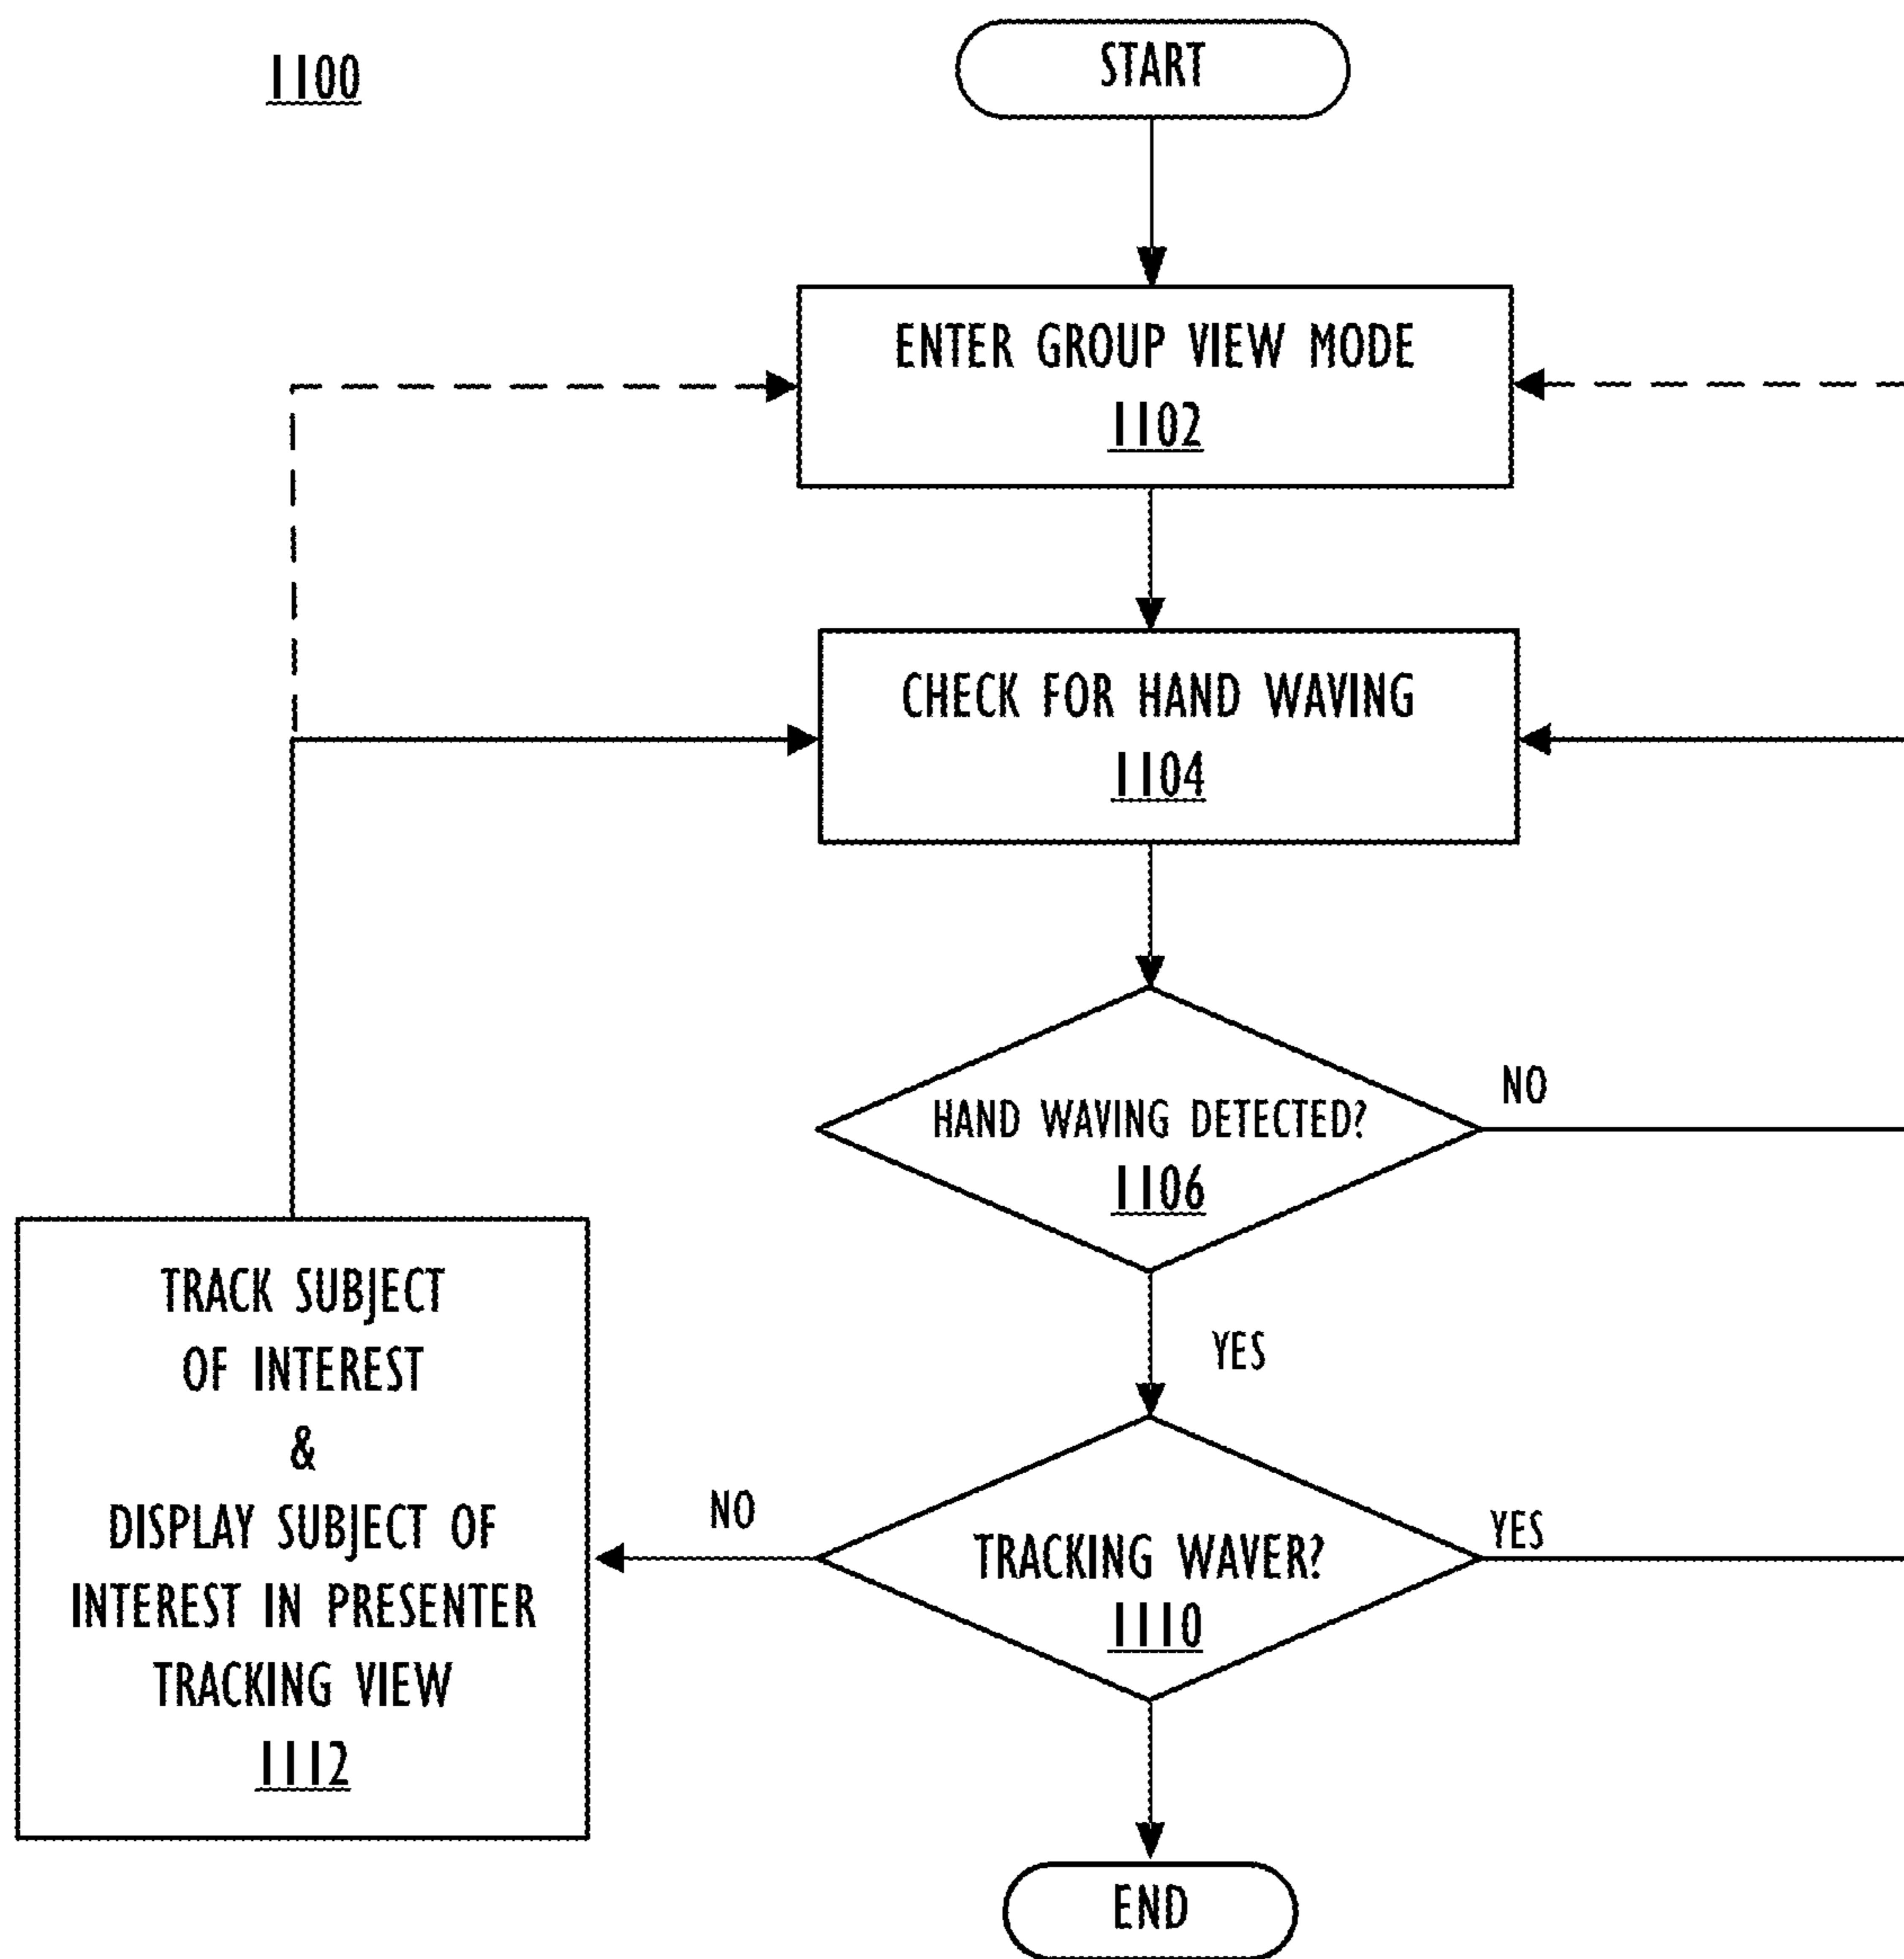 1100
START
ENTER GROUP VIEW MODE
1102
CHECK FOR HAND WAVING
1104
HAND WAVING DETECTED?
1106
NO
YES
TRACKING WAVER?
1110
NO
YES
TRACK SUBJECT
OF INTEREST
&
DISPLAY SUBJECT OF
INTEREST IN PRESENTER
TRACKING VIEW
1112
END